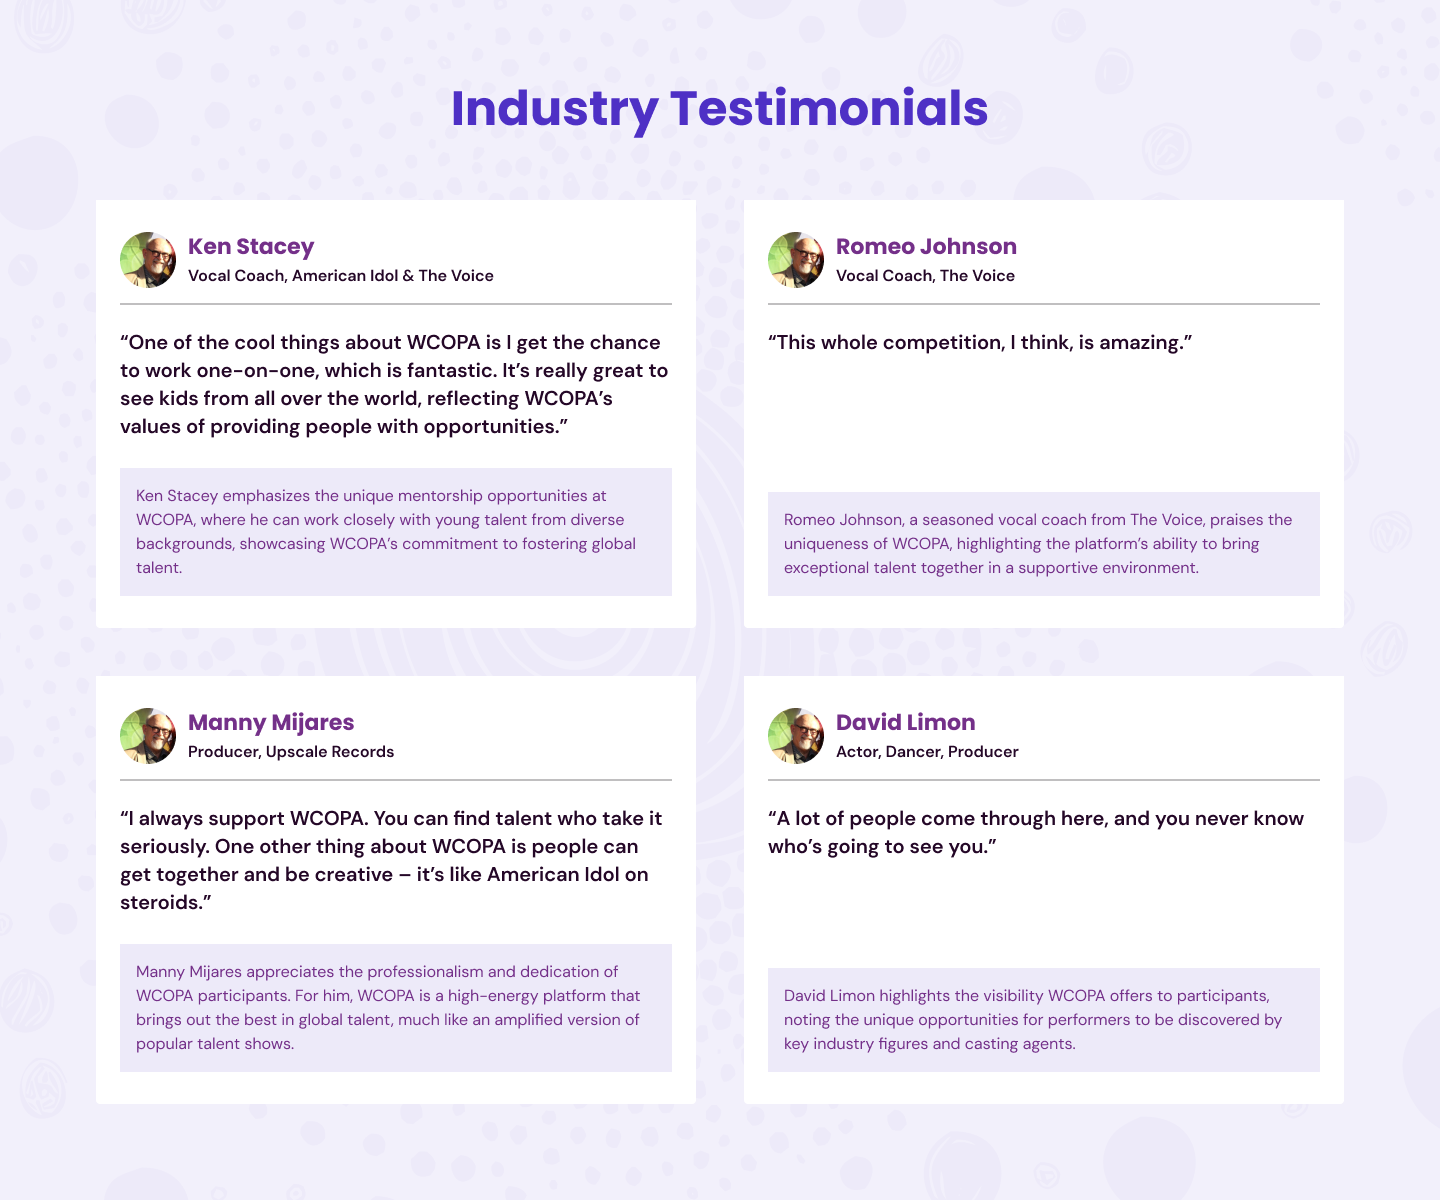 Industry Testimonials
Ken Stacey
Vocal Coach, American Idol & The Voice
“One of the cool things about WCOPA is I get the chance
to work one-on-one, which is fantastic. It’s really great to
see kids from all over the world, reflecting WCOPA’s
values of providing people with opportunities.”
Ken Stacey emphasizes the unique mentorship opportunities at
WCOPA, where he can work closely with young talent from diverse
backgrounds, showcasing WCOPA’s commitment to fostering global
talent.
Romeo Johnson
Vocal Coach, The Voice
“This whole competition, I think, is amazing.”
Romeo Johnson, a seasoned vocal coach from The Voice, praises the
uniqueness of WCOPA, highlighting the platform’s ability to bring
exceptional talent together in a supportive environment.
Manny Mijares
Producer, Upscale Records
“I always support WCOPA. You can find talent who take it
seriously. One other thing about WCOPA is people can
get together and be creative – it’s like American Idol on
steroids.”
Manny Mijares appreciates the professionalism and dedication of
WCOPA participants. For him, WCOPA is a high-energy platform that
brings out the best in global talent, much like an amplified version of
popular talent shows.
David Limon
Actor, Dancer, Producer
“A lot of people come through here, and you never know
who’s going to see you.”
David Limon highlights the visibility WCOPA offers to participants,
noting the unique opportunities for performers to be discovered by
key industry figures and casting agents.